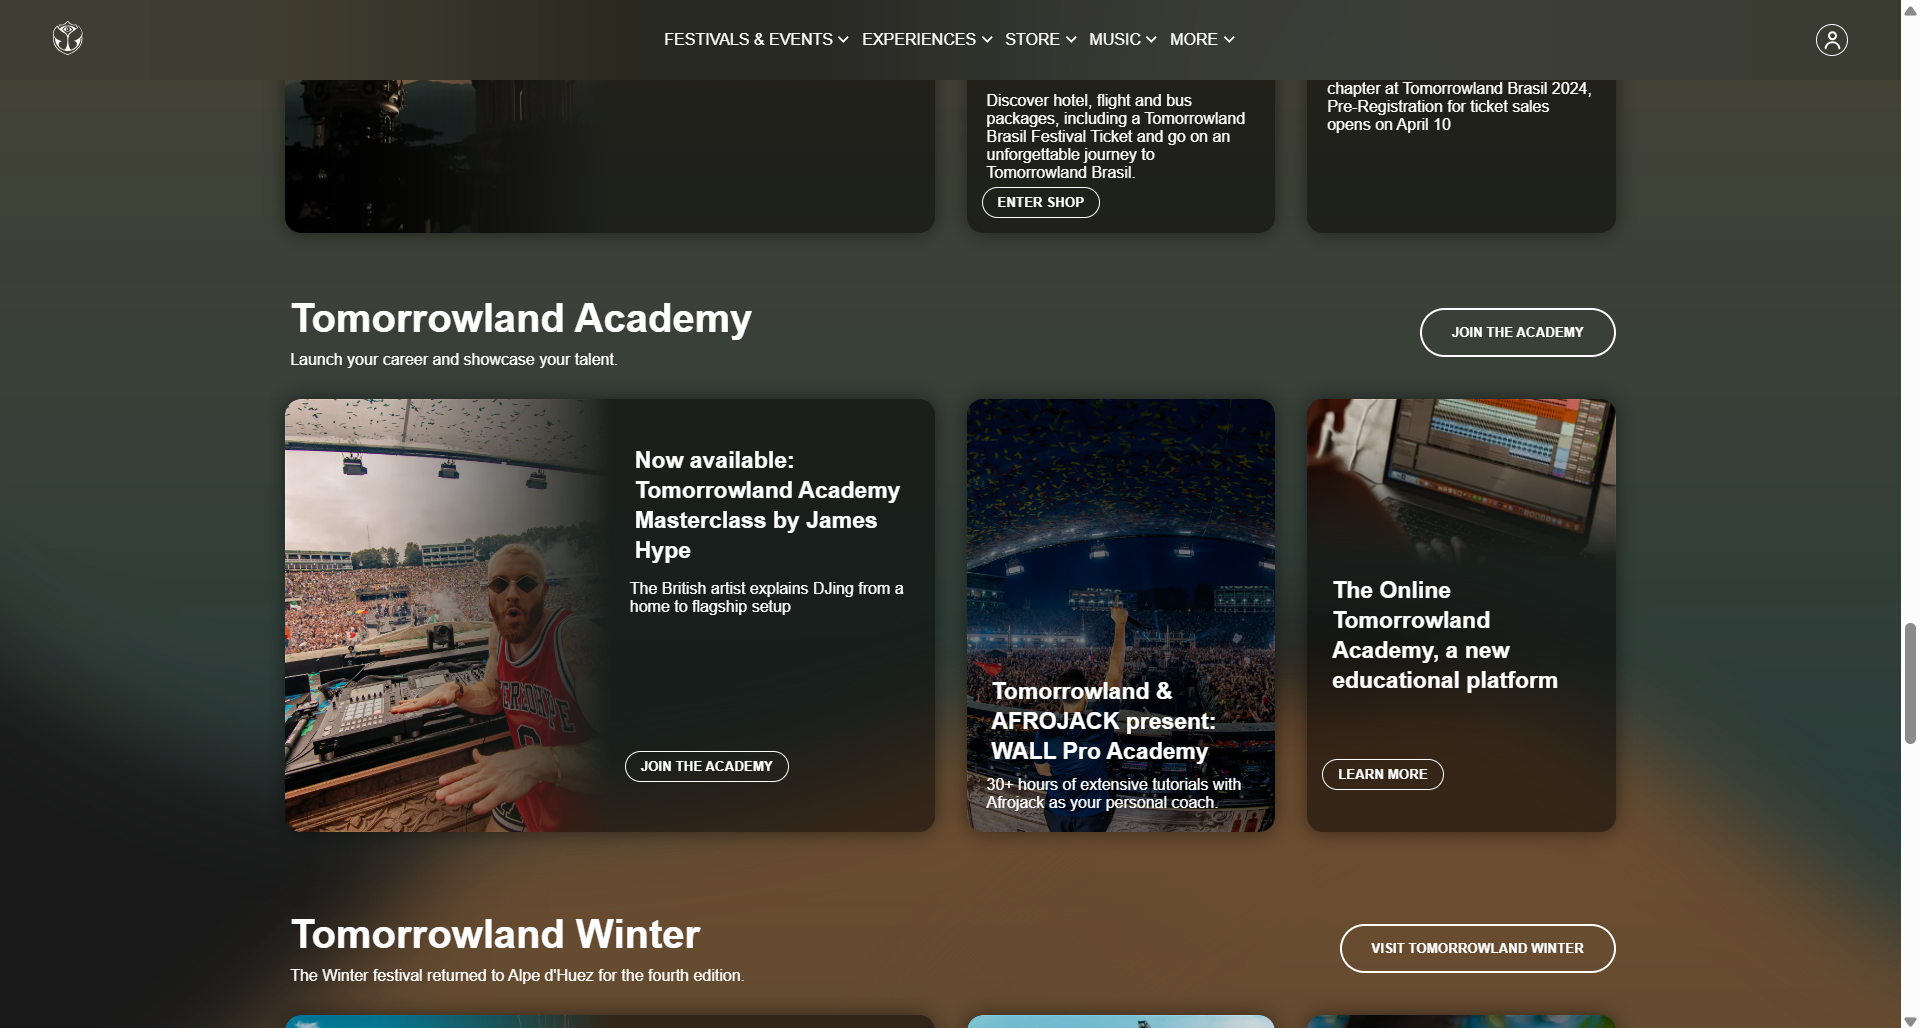 FESTIVALS & EVENTS
EXPERIENCES
STORE
MUSIC
MORE
Discover hotel, flight and bus
packages, including a Tomorrowland
Brasil Festival Ticket and go on an
unforgettable journey to
Tomorrowland Brasil.
ENTER SHOP
chapter at Tomorrowland Brasil 2024,
Pre-Registration for ticket sales
opens on April 10
Tomorrowland Academy
Launch your career and showcase your talent.
JOIN THE ACADEMY
Now available:
Tomorrowland Academy
Masterclass by James
Hype
The British artist explains DJing from a
home to flagship setup
JOIN THE ACADEMY
Tomorrowland &
AFROJACK present:
WALL Pro Academy
30+ hours of extensive tutorials with
Afrojack as your personal coach.
The Online
Tomorrowland
Academy, a new
educational platform
LEARN MORE
Tomorrowland Winter
The Winter festival returned to Alpe d'Huez for the fourth edition.
VISIT TOMORROWLAND WINTER